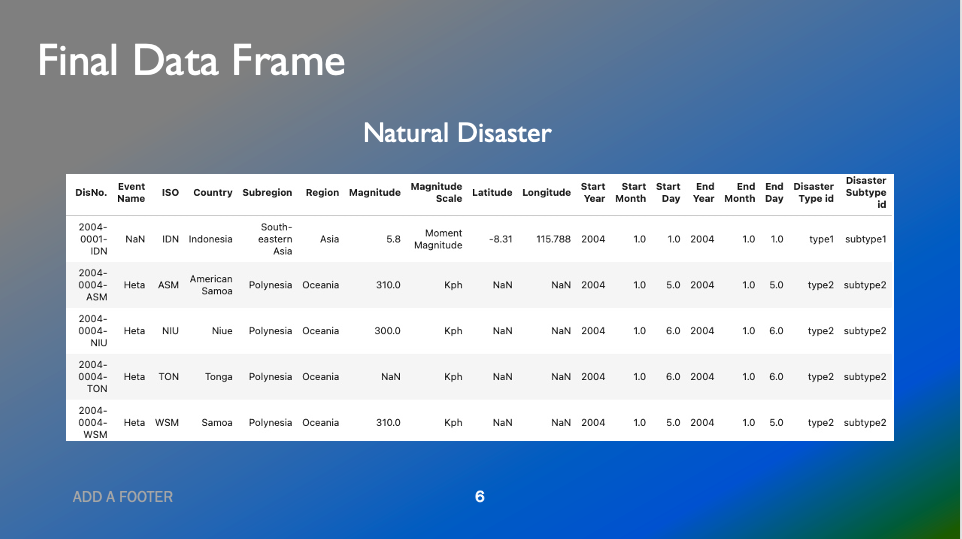 Final Data Frame
Natural Disaster
DisNo. Event Name ISO Country Subregion Region Magnitude Magnitude Scale Latitude Longitude Start Year Start Month Start Day End Year End Month End Day Disaster Type id Disaster Subtype id
2004-0001-IDN NaN IDN Indonesia South-eastern Asia Asia 5.8 Moment Magnitude -8.31 115.788 2004 1.0 1.0 2004 1.0 1.0 type1 subtype1
2004-0004-ASM Heta ASM American Samoa Polynesia Oceania 310.0 Kph NaN NaN 2004 1.0 5.0 2004 1.0 5.0 type2 subtype2
2004-0004-NIU Heta NIU Niue Polynesia Oceania 300.0 Kph NaN NaN 2004 1.0 6.0 2004 1.0 6.0 type2 subtype2
2004-0004-TON Heta TON Tonga Polynesia Oceania NaN Kph NaN NaN 2004 1.0 6.0 2004 1.0 6.0 type2 subtype2
2004-0004-WSM Heta WSM Samoa Polynesia Oceania 310.0 Kph NaN NaN 2004 1.0 5.0 2004 1.0 5.0 type2 subtype2
ADD A FOOTER
6